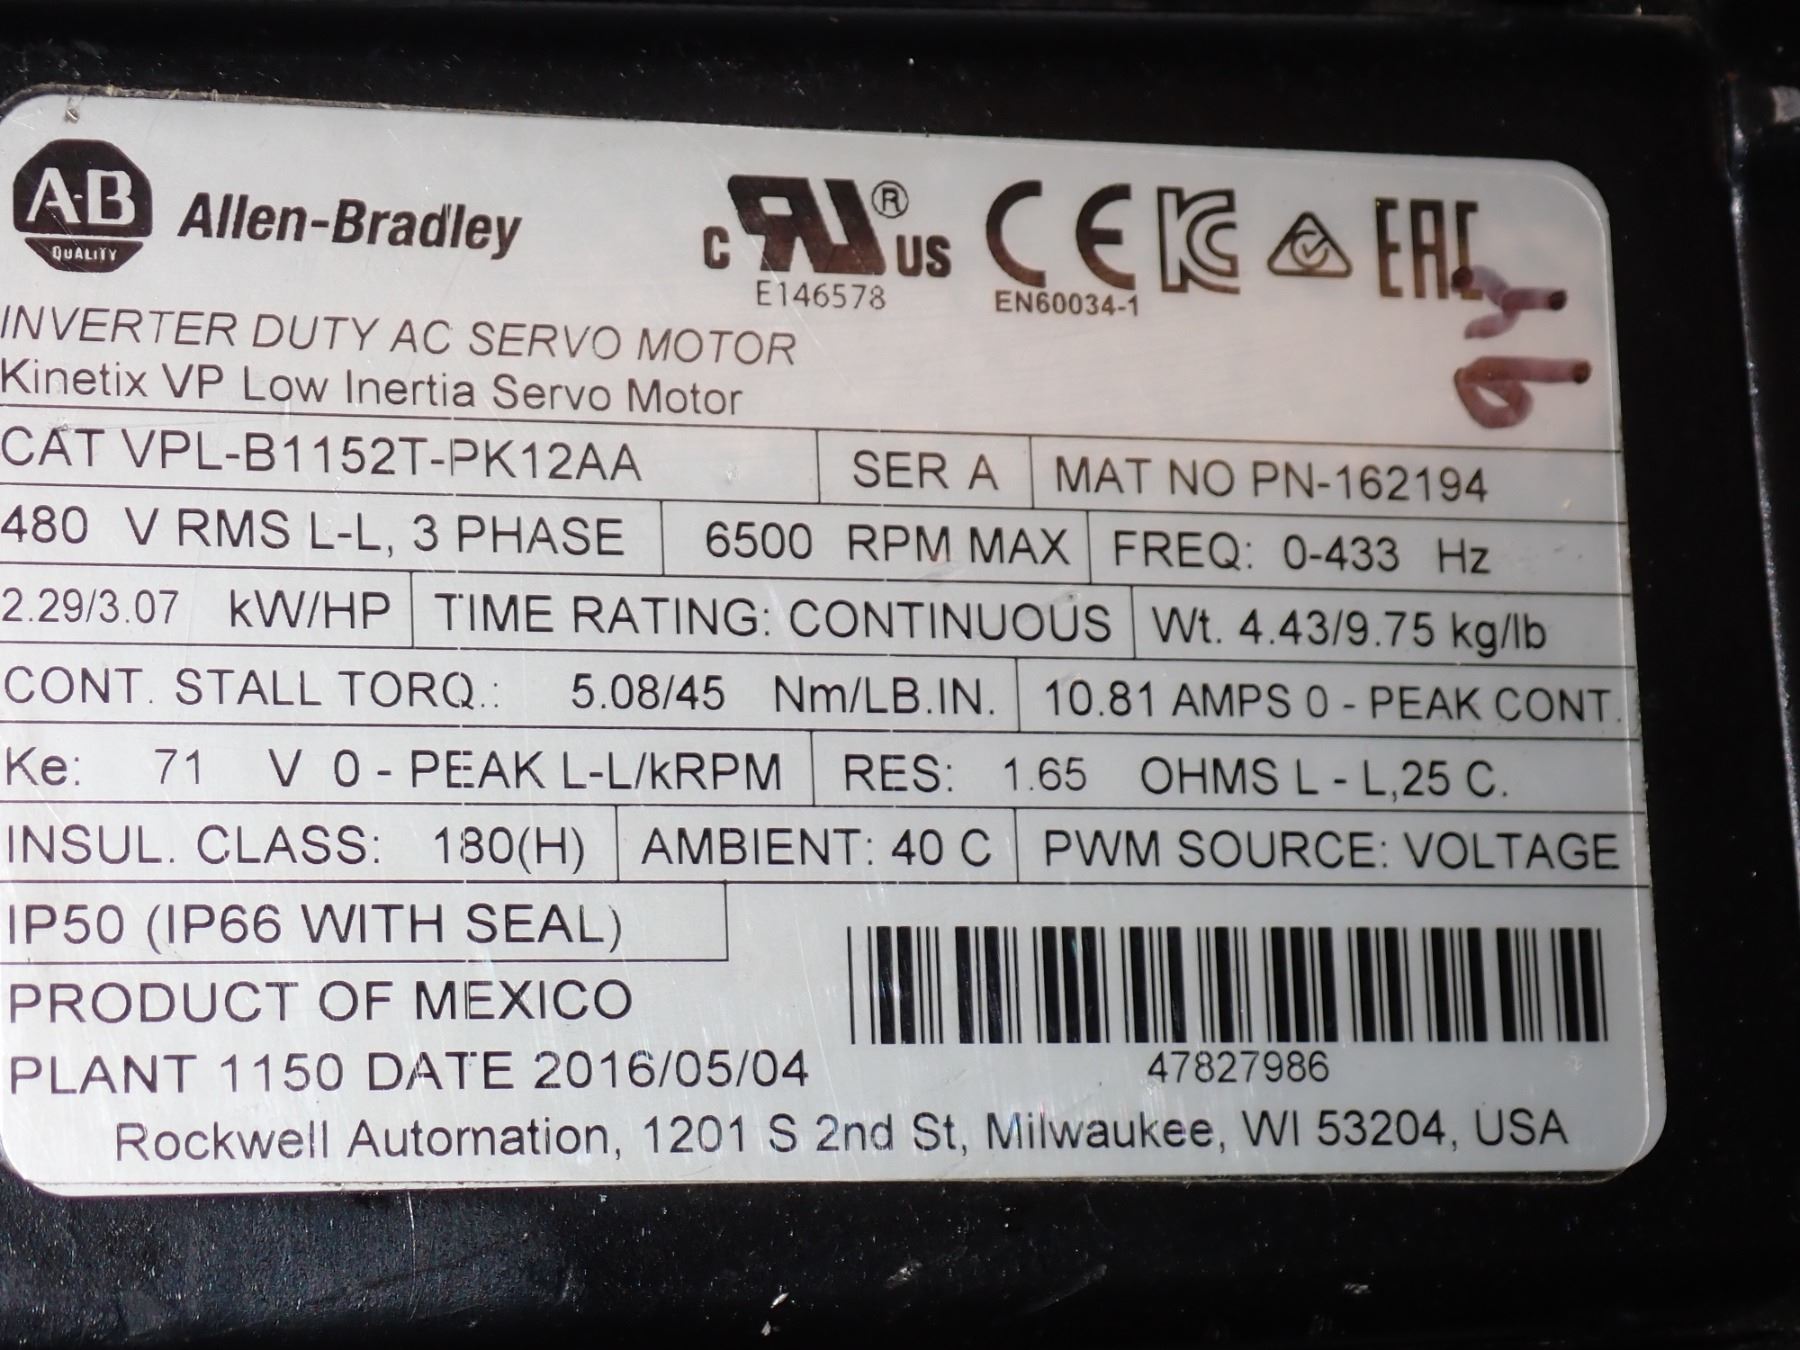 A-B
QUALITY
Allen-Bradley
C RU ® US
E146578
CE
EN60034-1
KC
EAC
INVERTER DUTY AC SERVO MOTOR
Kinetix VP Low Inertia Servo Motor
CAT VPL-B1152T-PK12AA SER A MAT NO PN-162194
480 V RMS L-L, 3 PHASE 6500 RPM MAX FREQ: 0-433 Hz
2.29/3.07 kW/HP TIME RATING: CONTINUOUS Wt. 4.43/9.75 kg/lb
CONT. STALL TORQ.: 5.08/45 Nm/LB.IN. 10.81 AMPS 0 - PEAK CONT.
Ke: 71 V 0 - PEAK L-L/kRPM RES: 1.65 OHMS L - L,25 C.
INSUL. CLASS: 180(H) AMBIENT: 40 C PWM SOURCE: VOLTAGE
IP50 (IP66 WITH SEAL)
PRODUCT OF MEXICO
PLANT 1150 DATE 2016/05/04
47827986
Rockwell Automation, 1201 S 2nd St, Milwaukee, WI 53204, USA